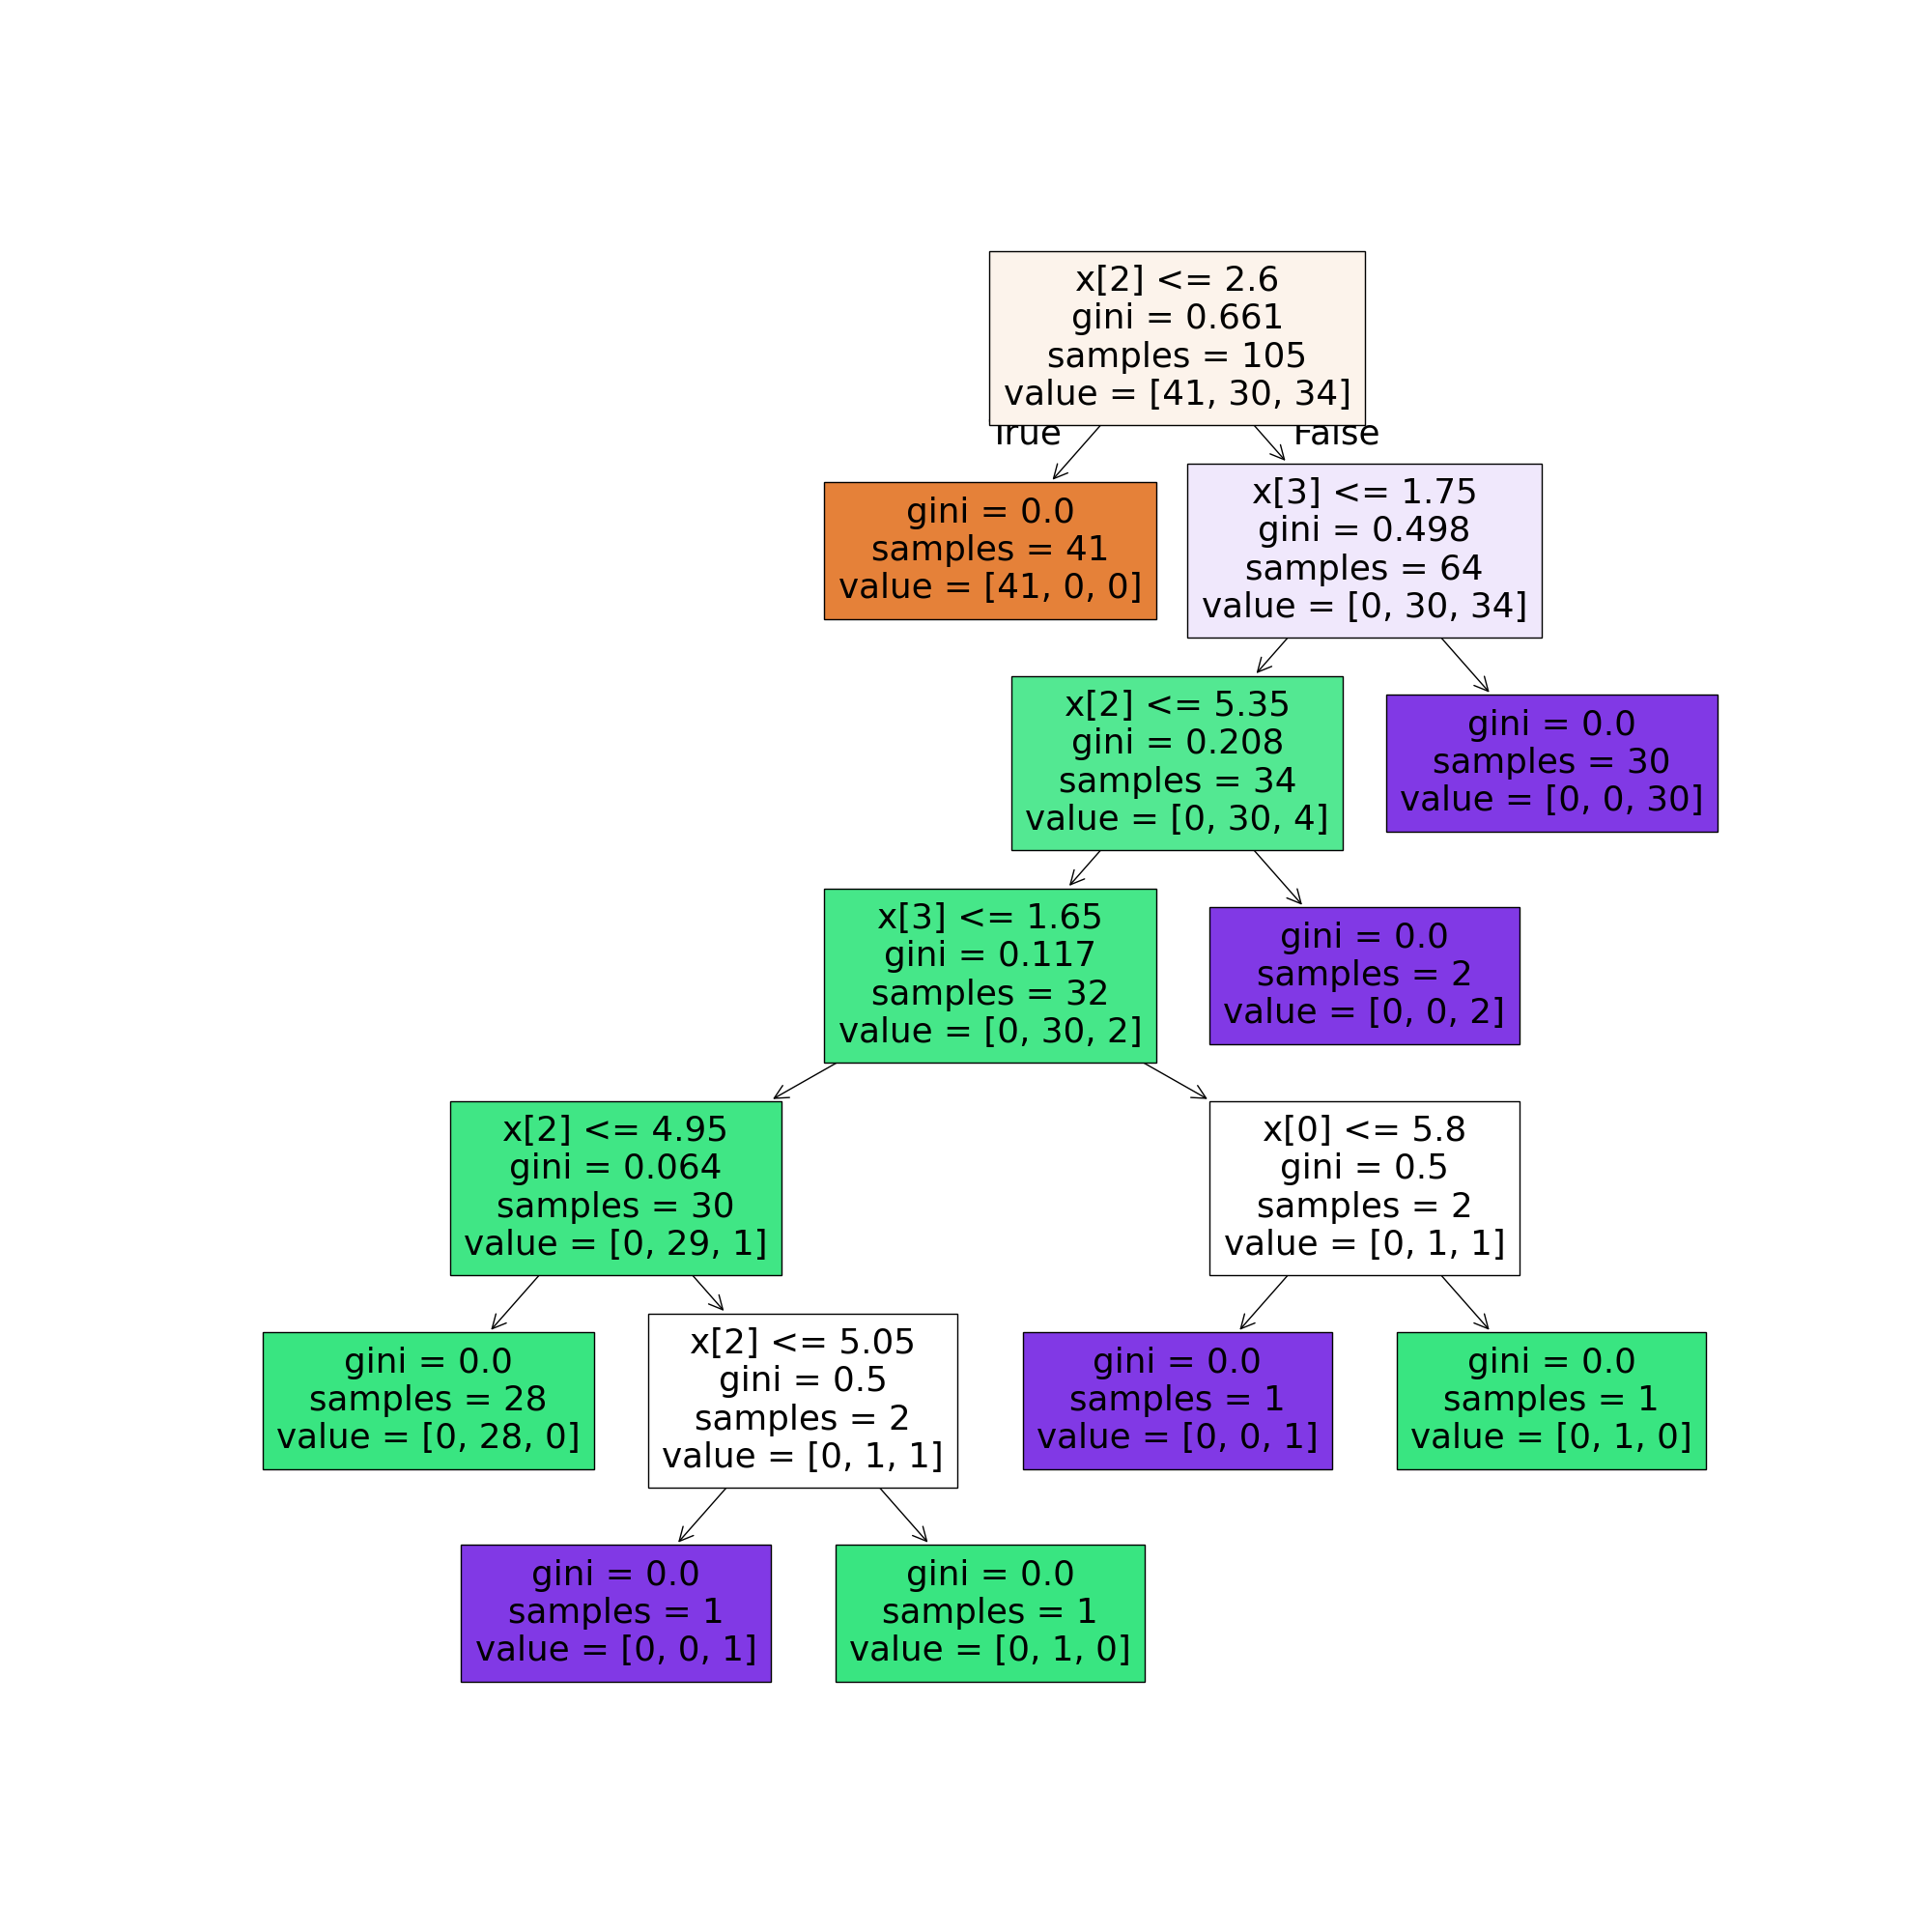 x[2] <= 2.6
gini = 0.661
samples = 105
value = [41, 30, 34]
True
False
gini = 0.0
samples = 41
value = [41, 0, 0]
x[3] <= 1.75
gini = 0.498
samples = 64
value = [0, 30, 34]
x[2] <= 5.35
gini = 0.208
samples = 34
value = [0, 30, 4]
gini = 0.0
samples = 30
value = [0, 0, 30]
x[3] <= 1.65
gini = 0.117
samples = 32
value = [0, 30, 2]
gini = 0.0
samples = 2
value = [0, 0, 2]
x[2] <= 4.95
gini = 0.064
samples = 30
value = [0, 29, 1]
x[0] <= 5.8
gini = 0.5
samples = 2
value = [0, 1, 1]
gini = 0.0
samples = 28
value = [0, 28, 0]
x[2] <= 5.05
gini = 0.5
samples = 2
value = [0, 1, 1]
gini = 0.0
samples = 1
value = [0, 0, 1]
gini = 0.0
samples = 1
value = [0, 1, 0]
gini = 0.0
samples = 1
value = [0, 0, 1]
gini = 0.0
samples = 1
value = [0, 1, 0]